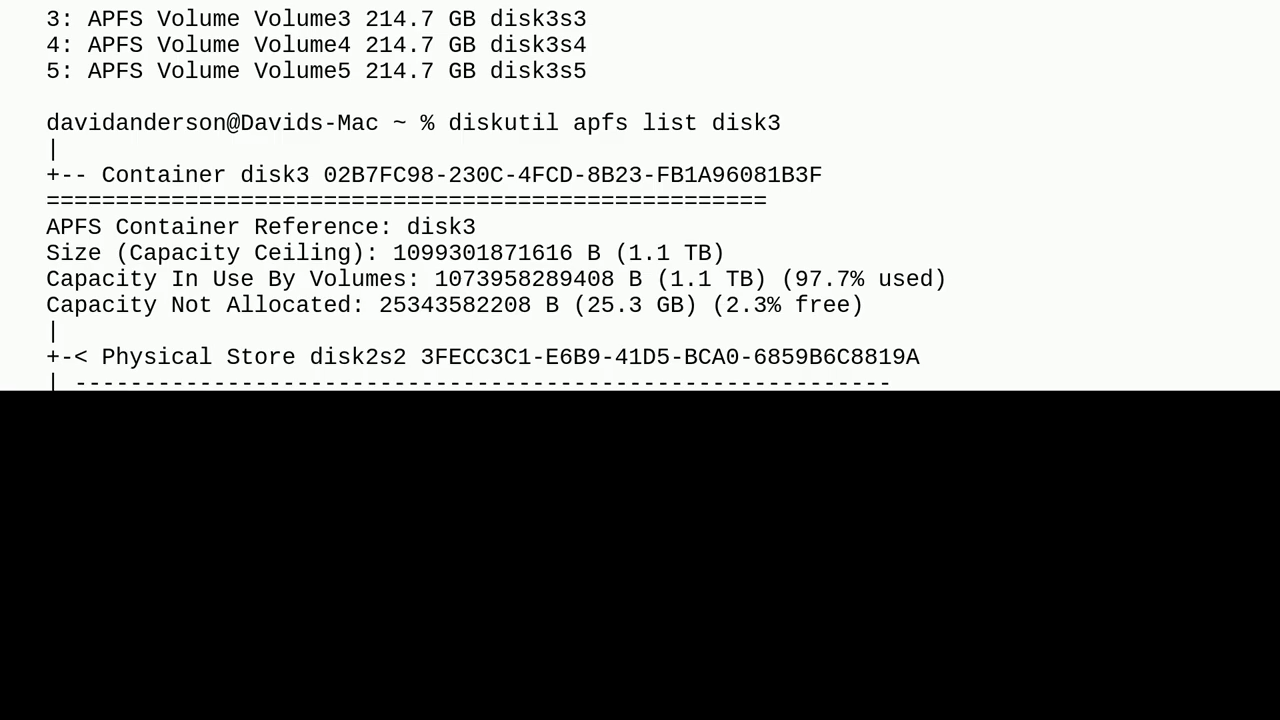 3: APFS Volume Volume3 214.7 GB disk3s3
4: APFS Volume Volume4 214.7 GB disk3s4
5: APFS Volume Volume5 214.7 GB disk3s5
davidanderson@Davids-Mac ~ % diskutil apfs list disk3
|
+-- Container disk3 02B7FC98-230C-4FCD-8B23-FB1A96081B3F
====================================================
APFS Container Reference: disk3
Size (Capacity Ceiling): 1099301871616 B (1.1 TB)
Capacity In Use By Volumes: 1073958289408 B (1.1 TB) (97.7% used)
Capacity Not Allocated: 25343582208 B (25.3 GB) (2.3% free)
|
+-< Physical Store disk2s2 3FECC3C1-E6B9-41D5-BCA0-6859B6C8819A
| -----------------------------------------------------------